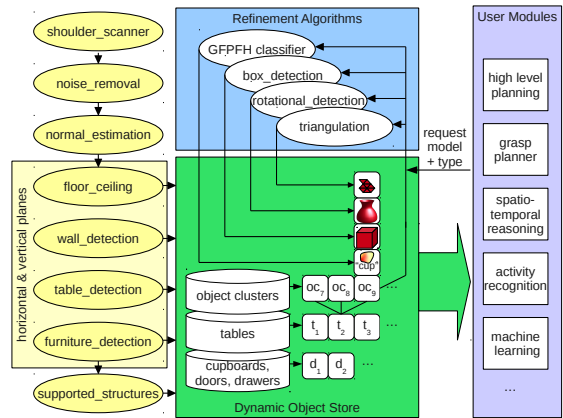 shoulder_scanner
noise_removal
normal_estimation
horizontal & vertical planes
floor_ceiling
wall_detection
table_detection
furniture_detection
supported_structures
Refinement Algorithms
GFPFH classifier
box_detection
rotational_detection
triangulation
request
model
+ type
"cup"
object clusters
oc7 oc8 oc9 ...
tables
t1 t2 t3 ...
cupboards,
doors, drawers
d1 d2 ...
Dynamic Object Store
User Modules
high level
planning
grasp
planner
spatio-
temporal
reasoning
activity
recognition
machine
learning
...